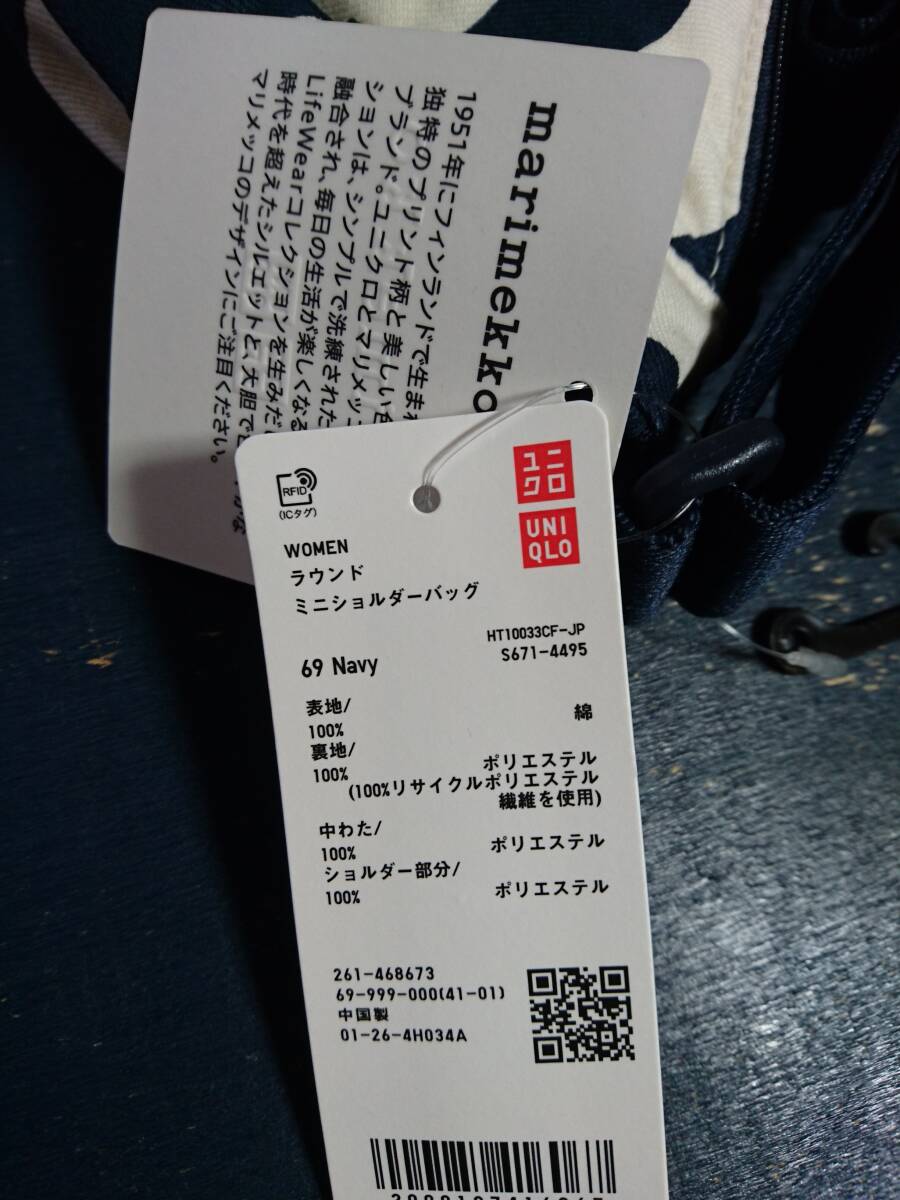 marimekko
1951年にフィンランドで生まれ
独特のプリント柄と美しい
ブランド。ユニクロとマリメッコ
ションは、シンプルで洗練された
融合され、毎日の生活が楽しくなる
LifeWearコレクションを生みだ
時代を超えたシルエットと、大胆で
マリメッコのデザインにご注目ください。
ユニ
クロ
UNI
QLO
RFID
(ICタグ)
WOMEN
ラウンド
ミニショルダーバッグ
HT10033CF-JP
69 Navy
S671-4495
表地/
100% 綿
裏地/
100% ポリエステル
(100%リサイクルポリエステル
繊維を使用)
中わた/
100% ポリエステル
ショルダー部分/
100% ポリエステル
261-468673
69-999-000(41-01)
中国製
01-26-4H034A